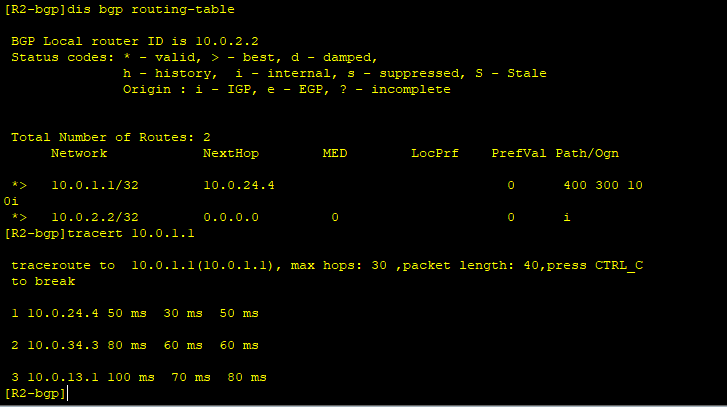 [R2-bgp]dis bgp routing-table
BGP Local router ID is 10.0.2.2
Status codes: * - valid, > - best, d - damped,
h - history,  i - internal, s - suppressed, S - Stale
Origin : i - IGP, e - EGP, ? - incomplete
Total Number of Routes: 2
Network NextHop MED LocPrf PrefVal Path/Ogn
*> 10.0.1.1/32 10.0.24.4 0 400 300 10
0i
*> 10.0.2.2/32 0.0.0.0 0 0 i
[R2-bgp]tracert 10.0.1.1
traceroute to  10.0.1.1(10.0.1.1), max hops: 30 ,packet length: 40,press CTRL_C
to break
1 10.0.24.4 50 ms  30 ms  50 ms
2 10.0.34.3 80 ms  60 ms  60 ms
3 10.0.13.1 100 ms  70 ms  80 ms
[R2-bgp]